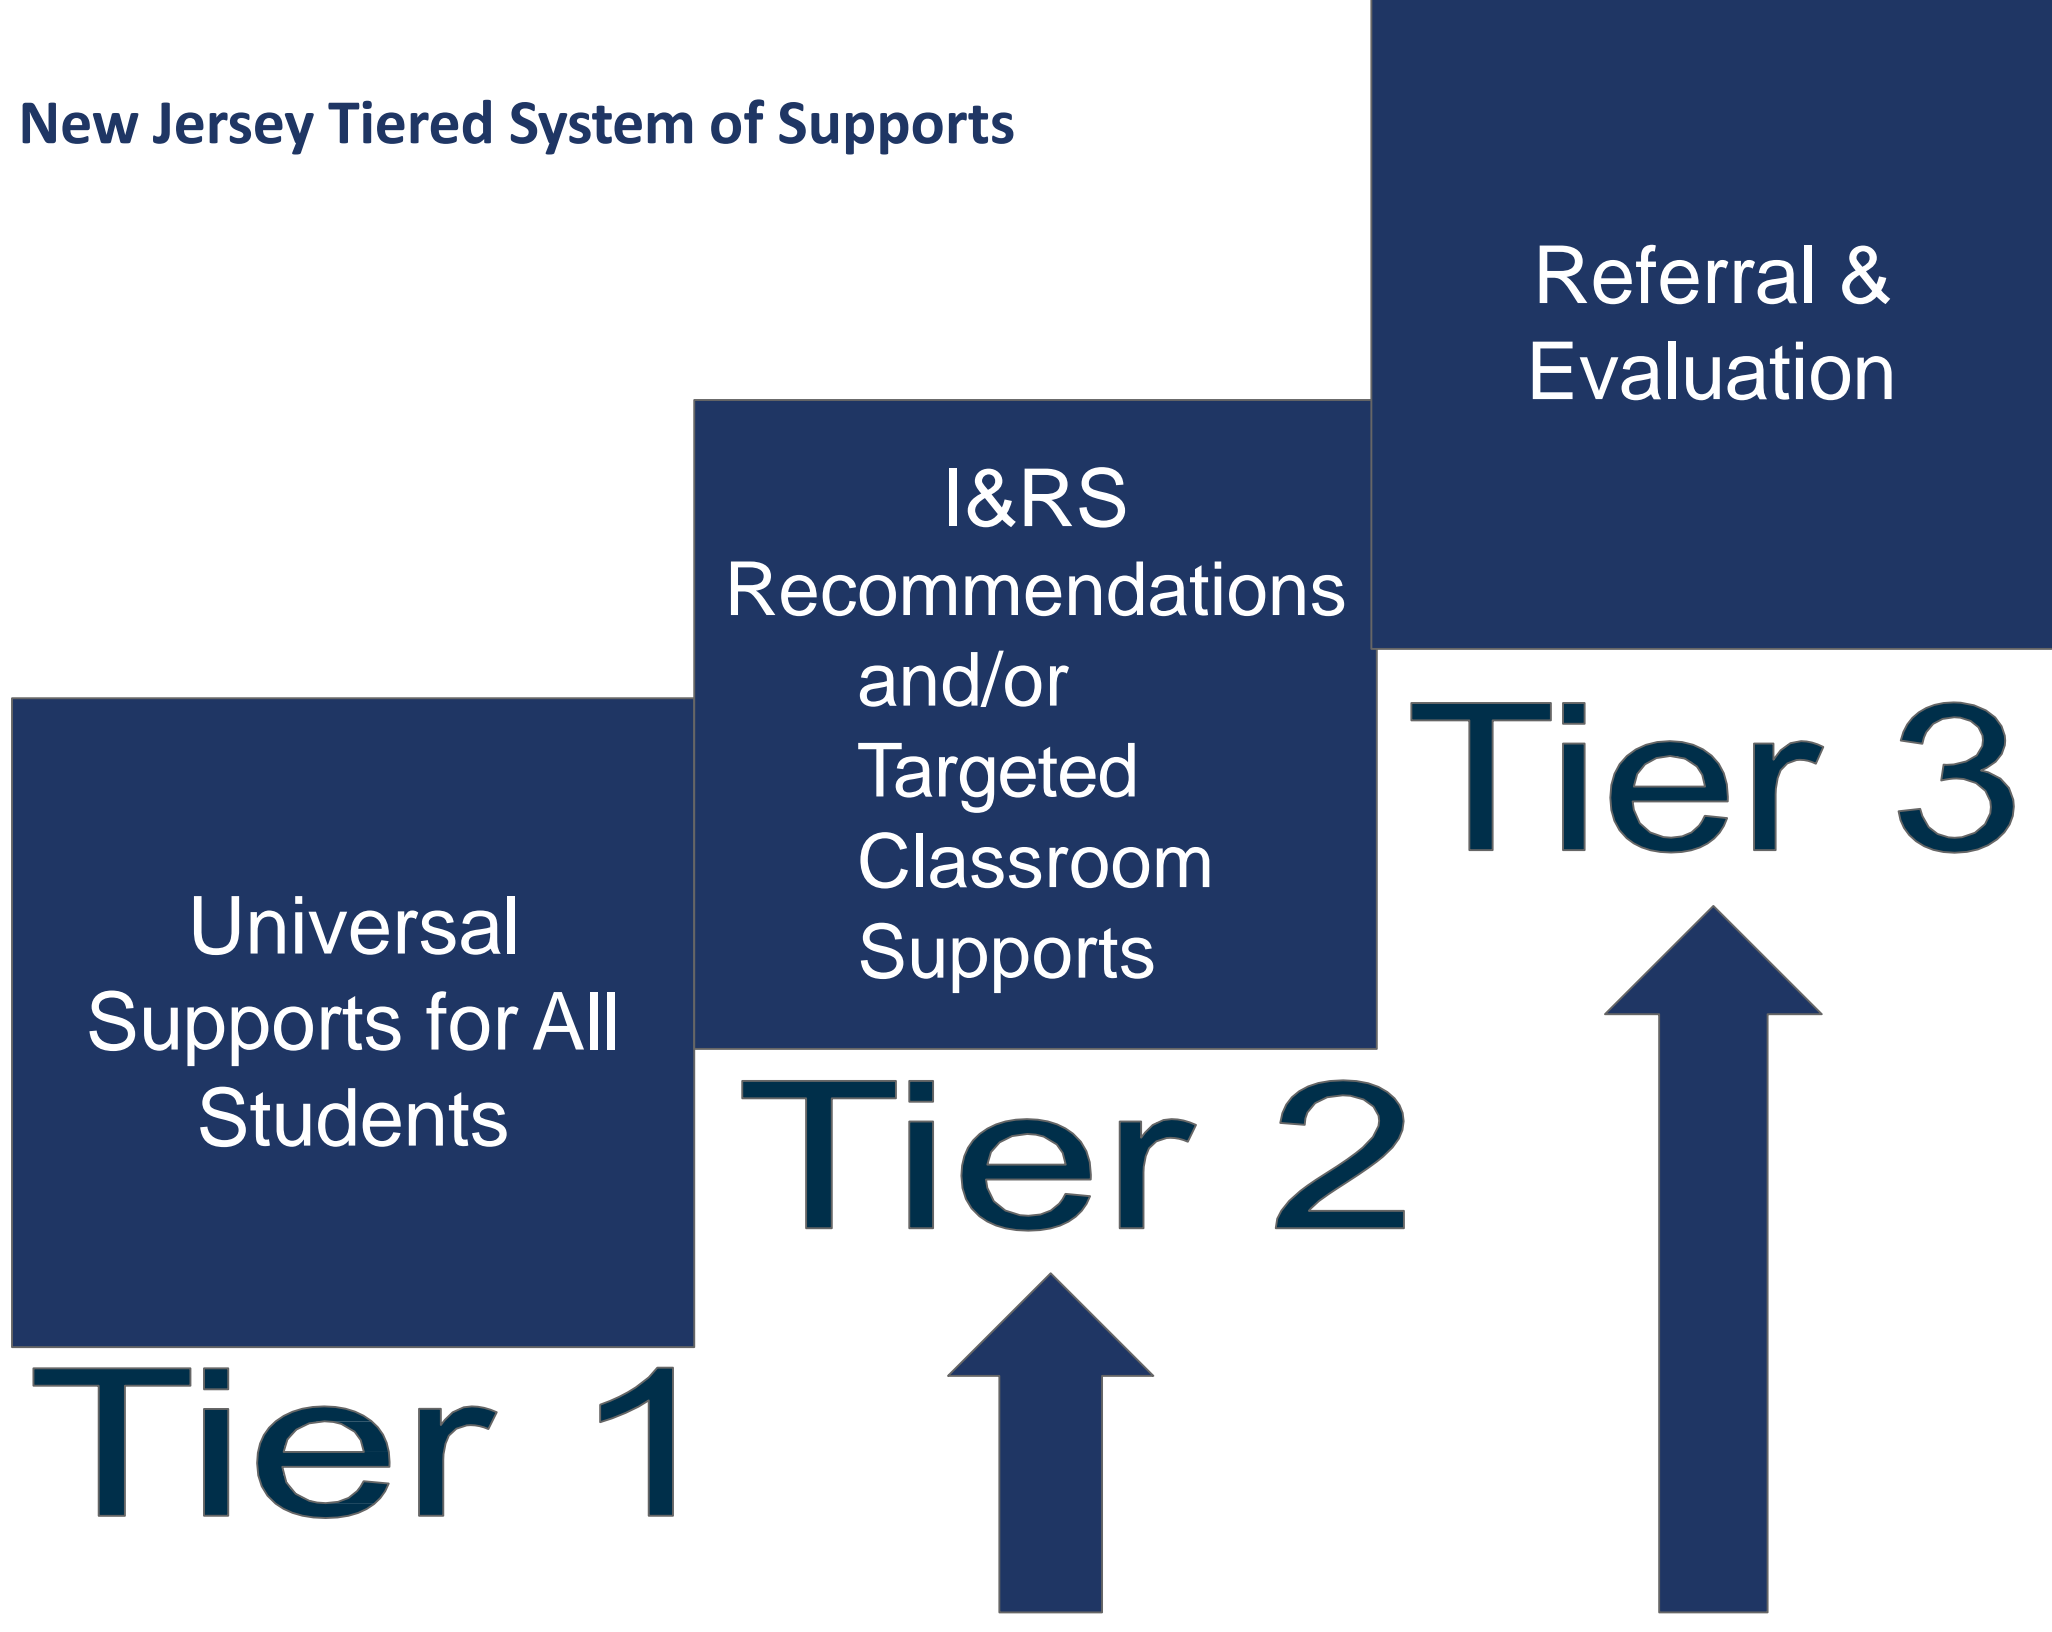 New Jersey Tiered System of Supports
Referral &
Evaluation
Tier 3
I&RS
Recommendations
and/or
Targeted
Classroom
Supports
Tier 2
Universal
Supports for All
Students
Tier 1